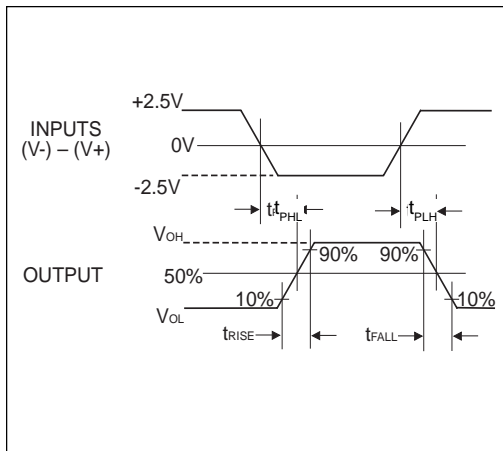 +2.5V
INPUTS
(V-) – (V+)
0V
-2.5V
tPHL
tPLH
VOH
90%
90%
OUTPUT
50%
10%
10%
VOL
tRISE
tFALL